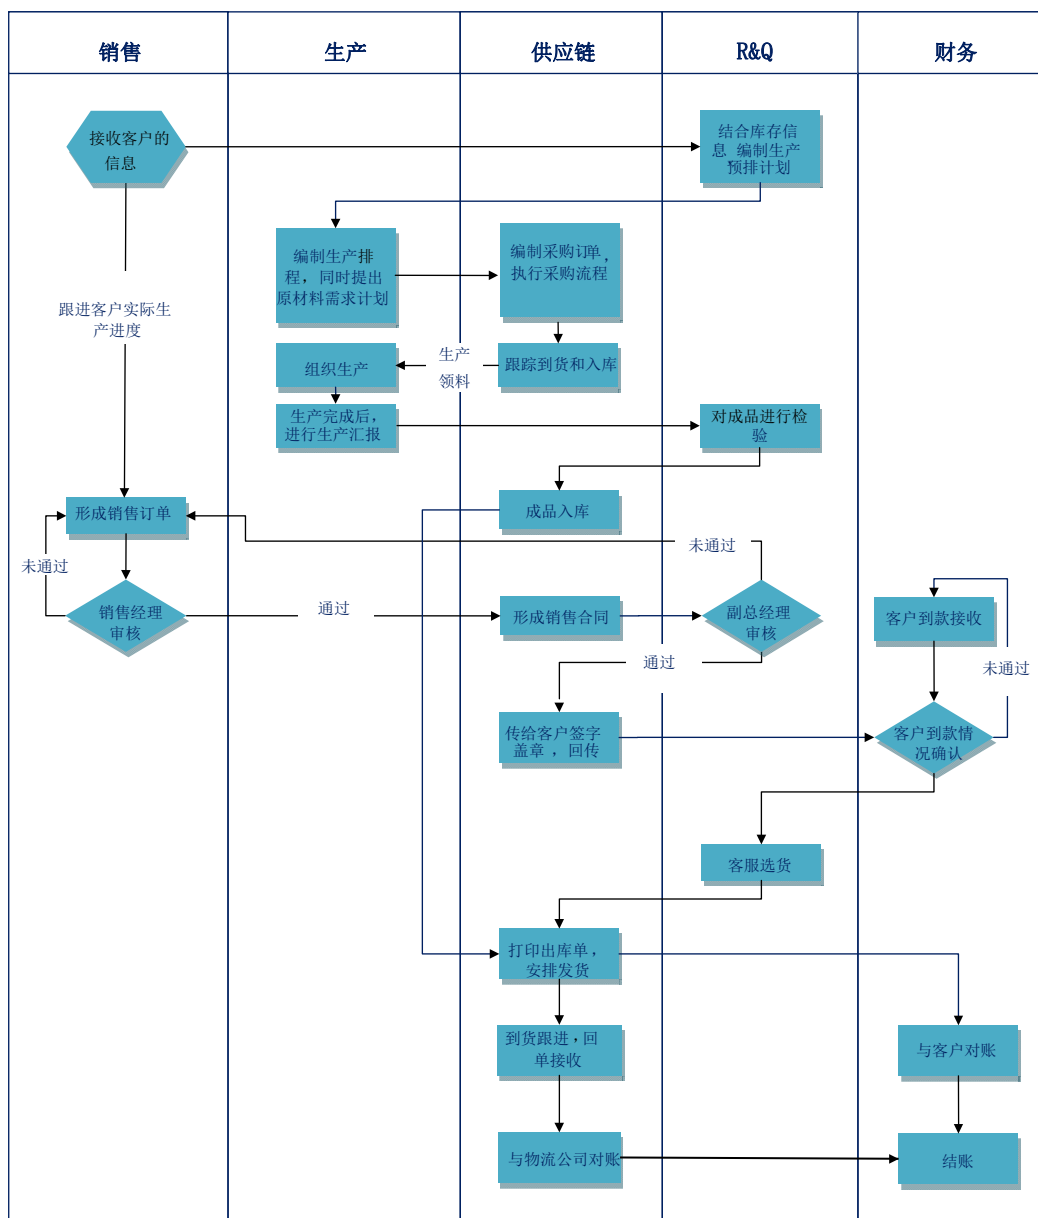 销售
生产
供应链
R&Q
财务
接收客户的
信息
结合库存信
息 编制生产
预排计划
编制生产排
程，同时提出
原材料需求计划
编制采购订单，
执行采购流程
跟进客户实际生
产进度
组织生产
生产
领料
跟踪到货和入库
生产完成后，
进行生产汇报
对成品进行检
验
形成销售订单
成品入库
未通过
未通过
销售经理
审核
通过
形成销售合同
副总经理
审核
客户到款接收
通过
未通过
传给客户签字
盖章 ，回传
客户到款情
况确认
客服选货
打印出库单，
安排发货
到货跟进，回
单接收
与客户对账
与物流公司对账
结账